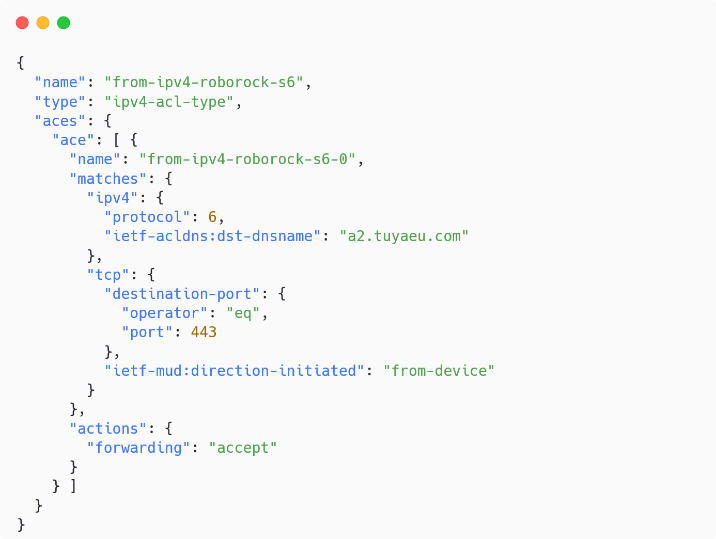 {
  "name": "from-ipv4-roborock-s6",
  "type": "ipv4-acl-type",
  "aces": {
    "ace": [ {
      "name": "from-ipv4-roborock-s6-0",
      "matches": {
        "ipv4": {
          "protocol": 6,
          "ietf-acldns:dst-dnsname": "a2.tuyaeu.com"
        },
        "tcp": {
          "destination-port": {
            "operator": "eq",
            "port": 443
          },
          "ietf-mud:direction-initiated": "from-device"
        }
      },
      "actions": {
        "forwarding": "accept"
      }
    } ]
  }
}